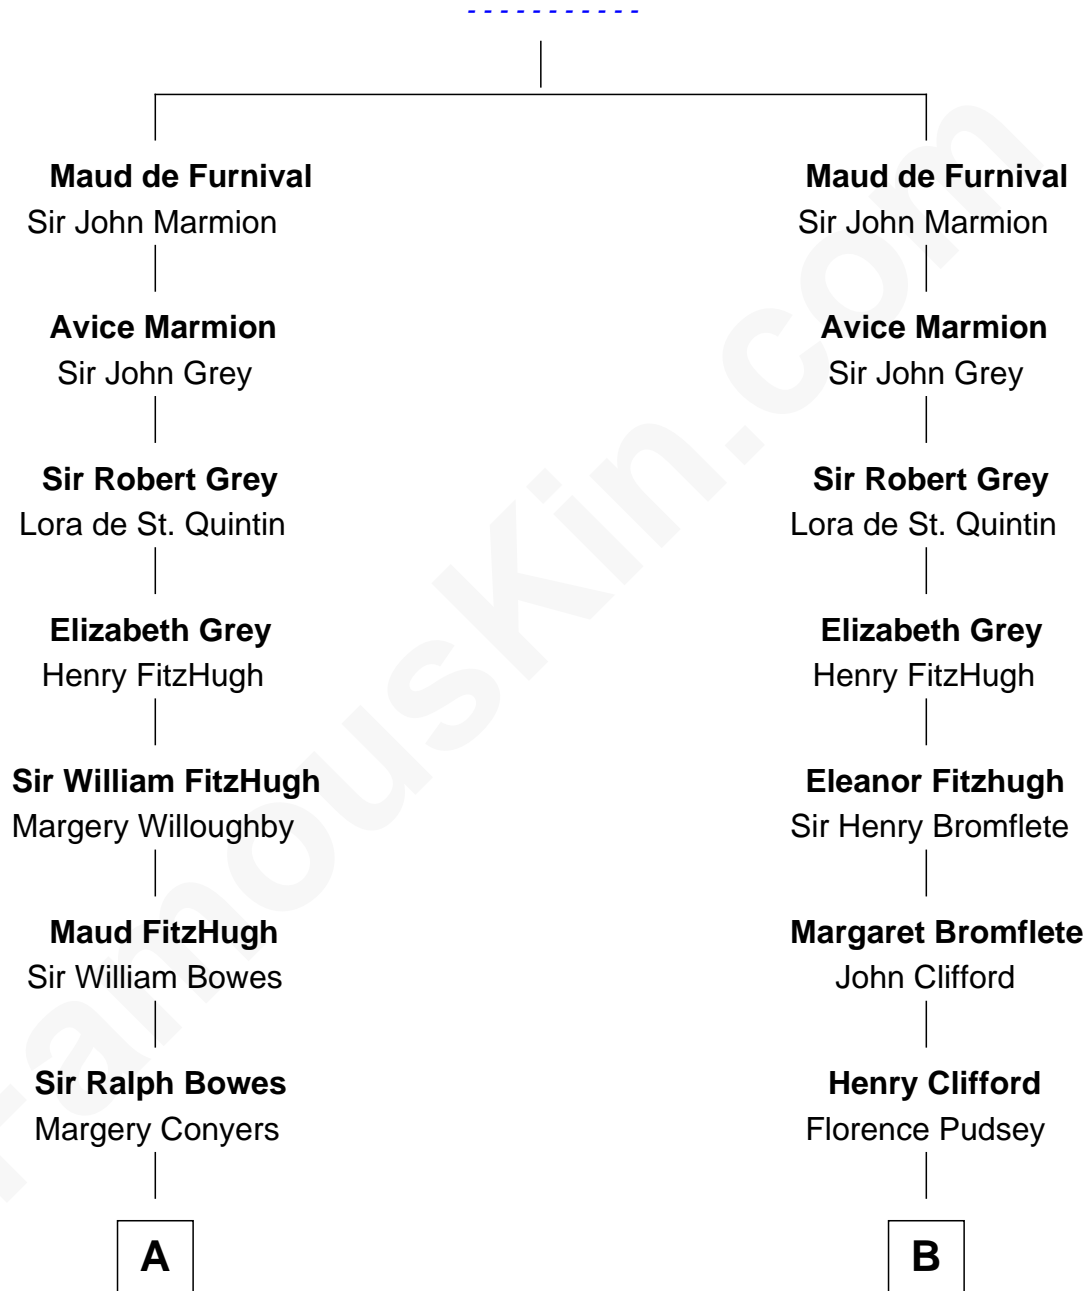 - - - - - - - - - - -
Maud de Furnival
Sir John Marmion
Avice Marmion
Sir John Grey
Sir Robert Grey
Lora de St. Quintin
Elizabeth Grey
Henry FitzHugh
Sir William FitzHugh
Margery Willoughby
Maud FitzHugh
Sir William Bowes
Sir Ralph Bowes
Margery Conyers
A
Maud de Furnival
Sir John Marmion
Avice Marmion
Sir John Grey
Sir Robert Grey
Lora de St. Quintin
Elizabeth Grey
Henry FitzHugh
Eleanor Fitzhugh
Sir Henry Bromflete
Margaret Bromflete
John Clifford
Henry Clifford
Florence Pudsey
B
FamousKin.com